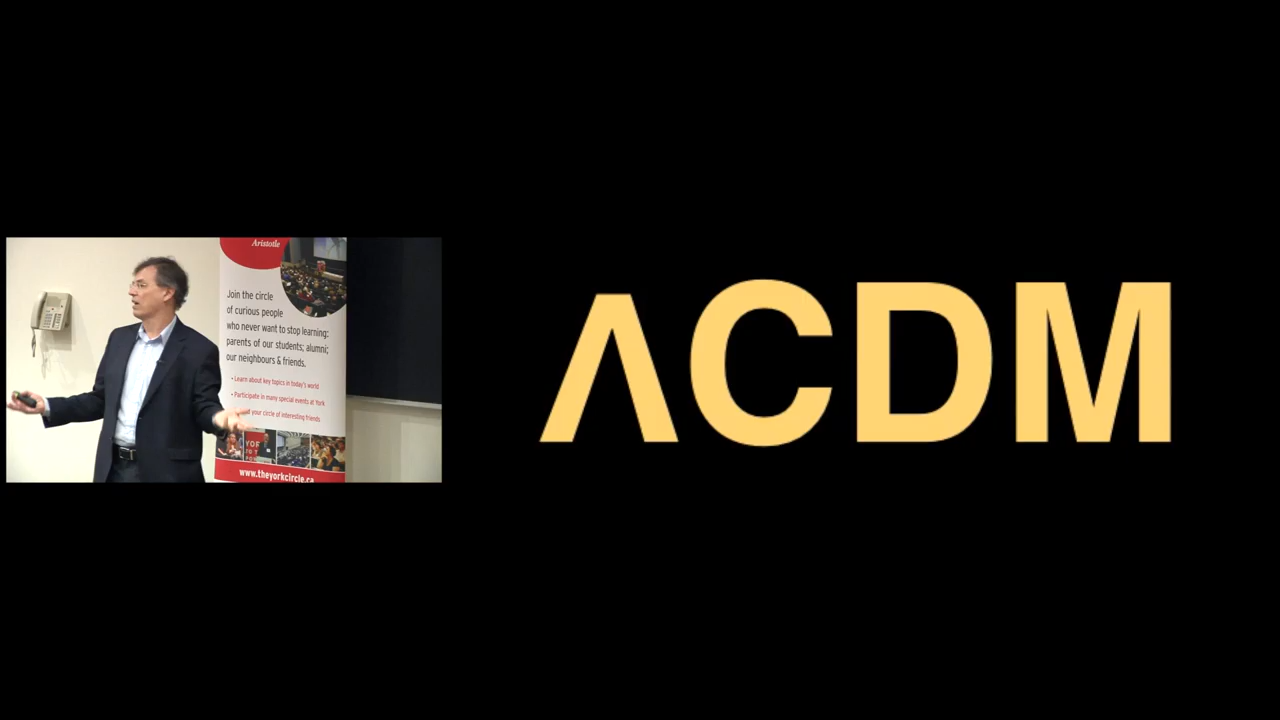 Aristotle
Join the circle
of curious people
who never want to stop learning:
parents of our students; alumni;
our neighbours & friends.
• Learn about key topics in today's world
• Participate in many special events at York
your circle of interesting friends
YOR
www.theyorkcircle.ca
ΛCDM